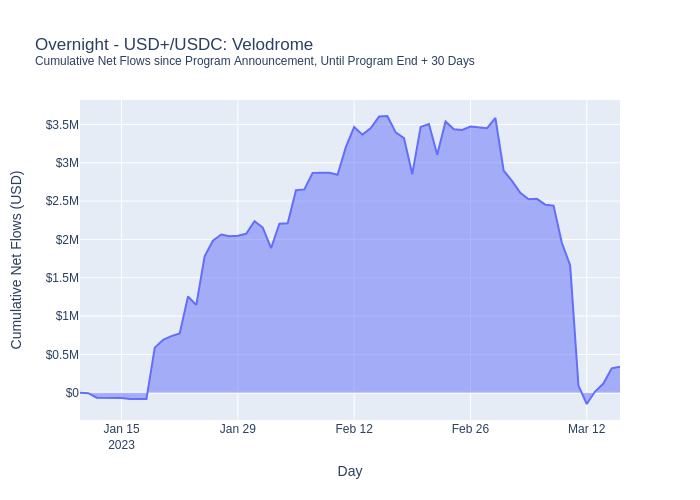 Overnight - USD+/USDC: Velodrome
Cumulative Net Flows since Program Announcement, Until Program End + 30 Days
Cumulative Net Flows (USD)
$3.5M
$3M
$2.5M
$2M
$1.5M
$1M
$0.5M
$0
Jan 15
2023
Jan 29
Feb 12
Feb 26
Mar 12
Day